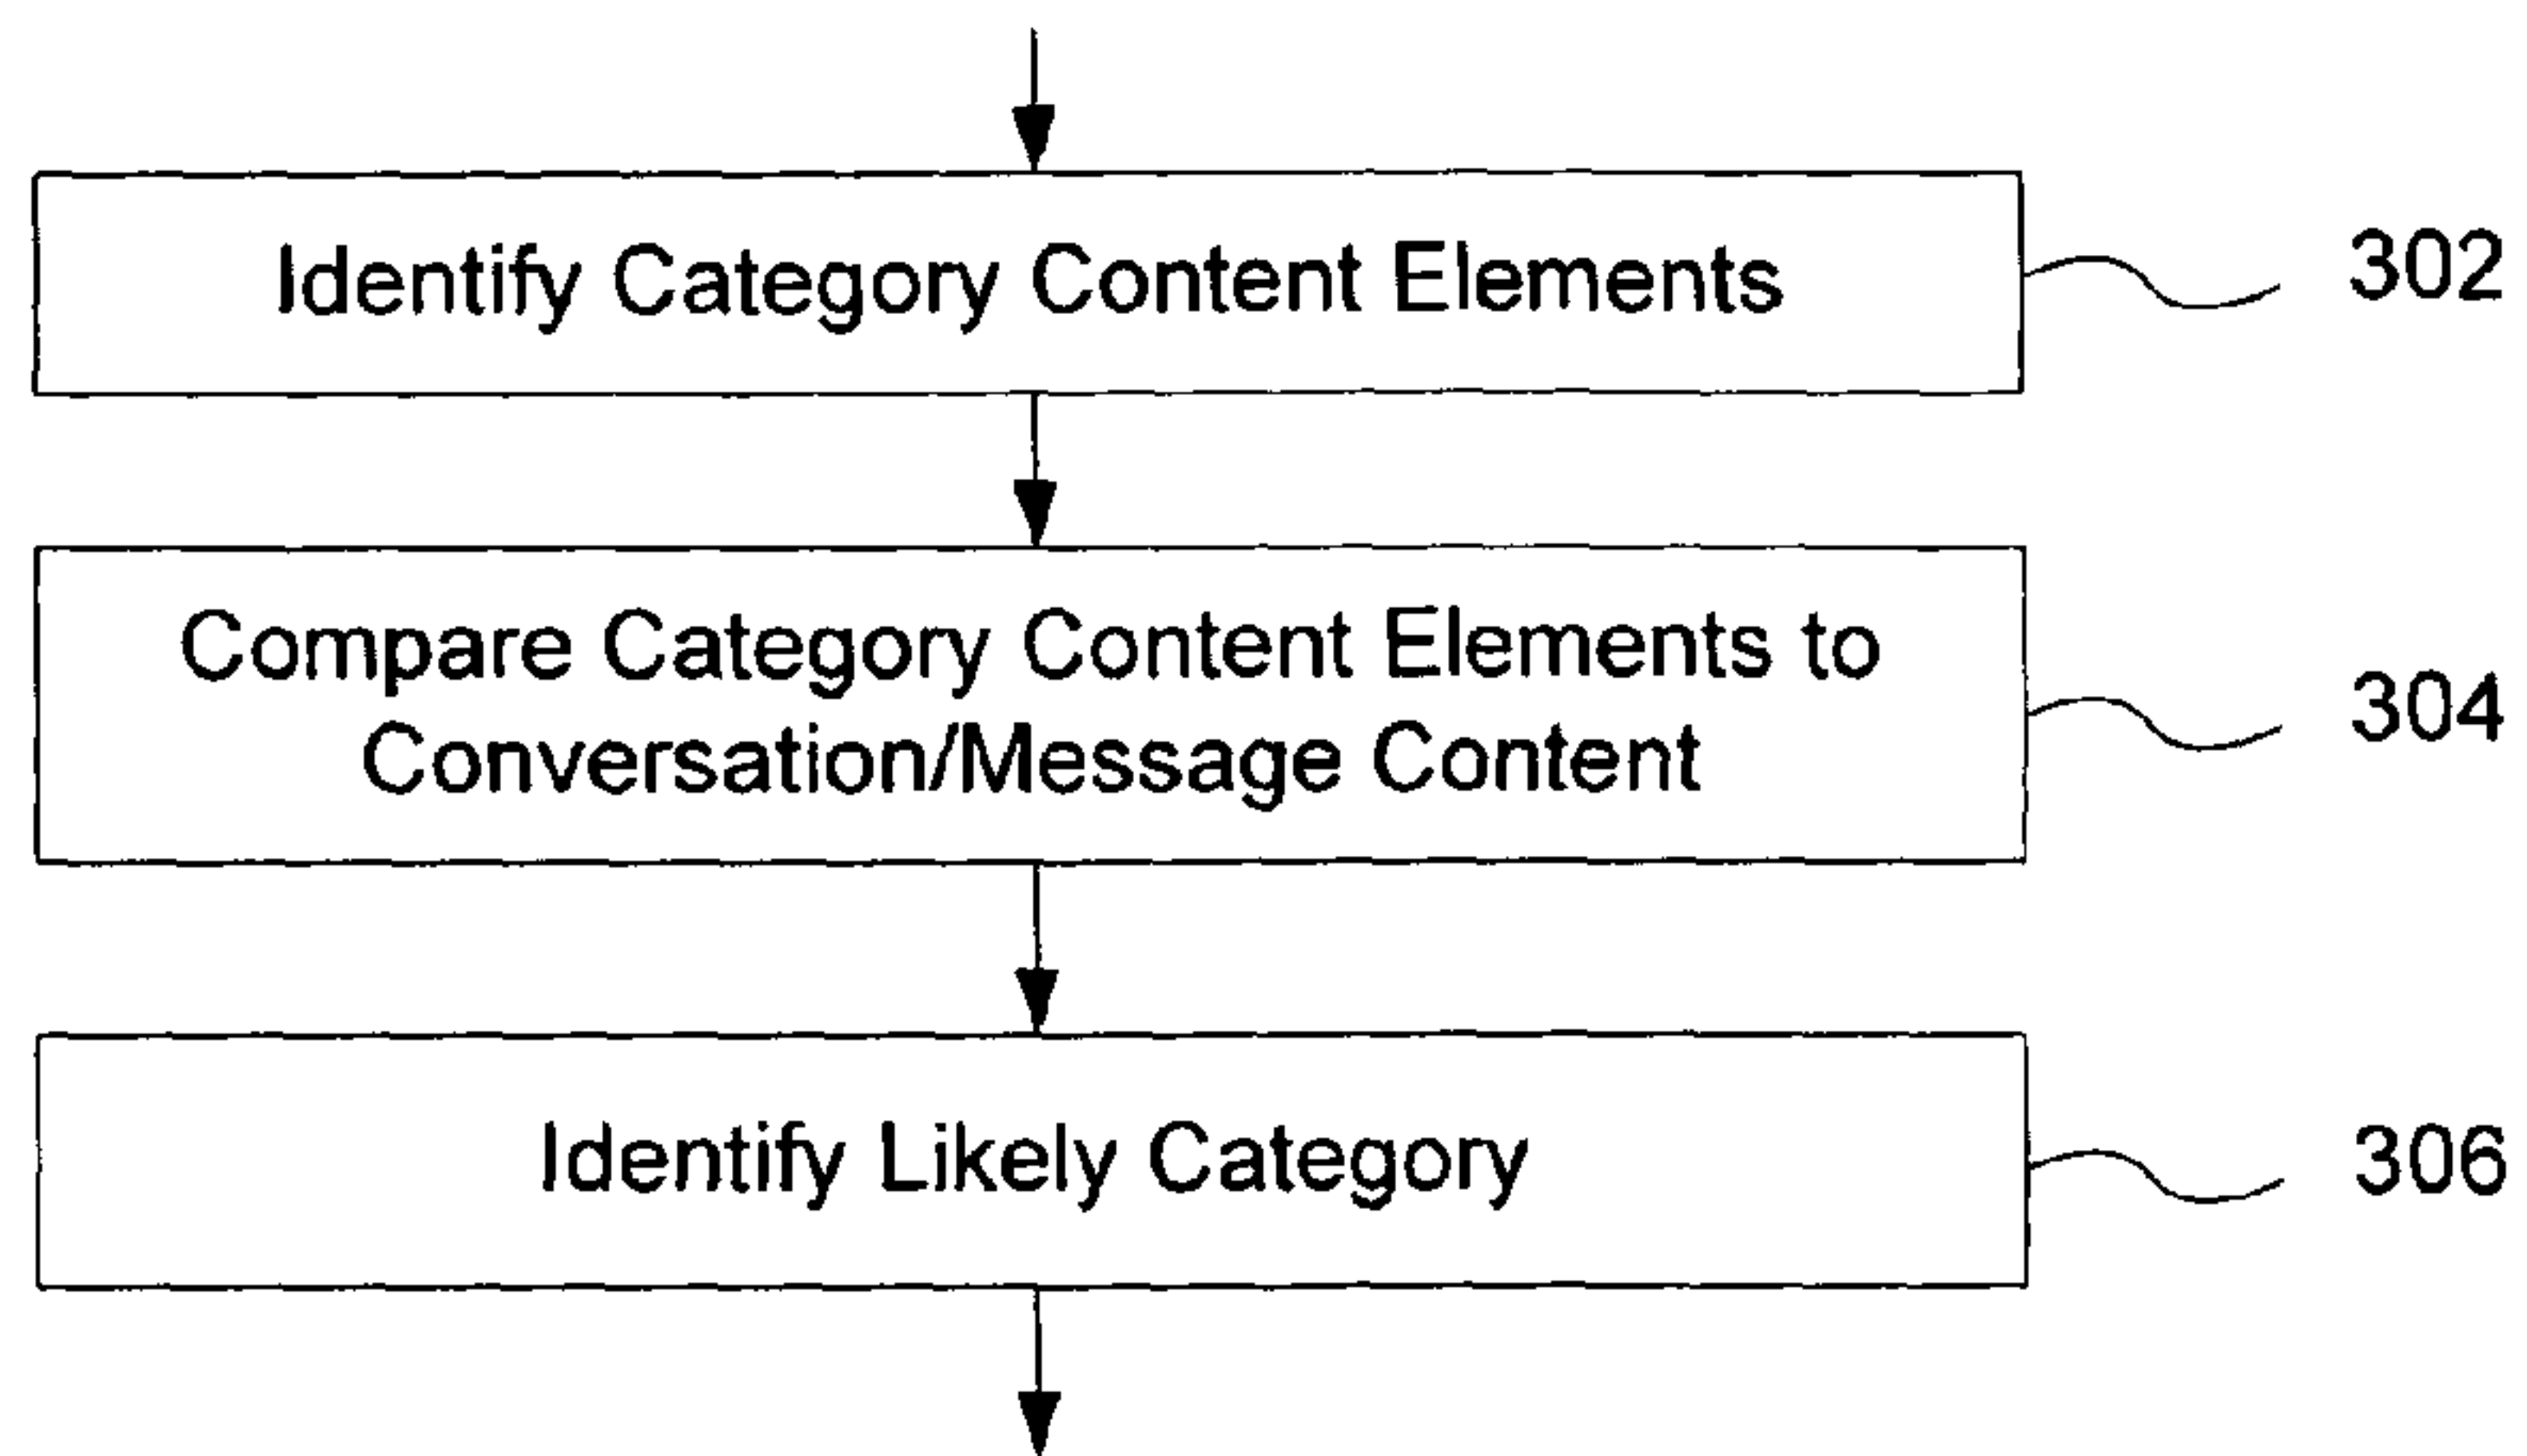 Identify Category Content Elements
302
Compare Category Content Elements to
Conversation/Message Content
304
Identify Likely Category
306